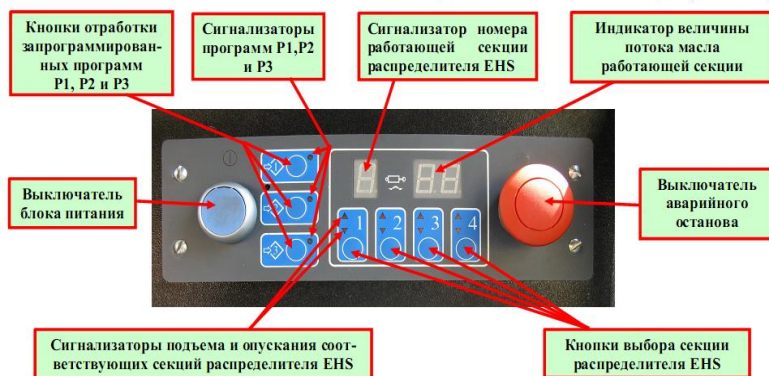 Кнопки отработки
запрограммирован-
ных программ
Р1, Р2 и Р3
Сигнализаторы
программ Р1,Р2
и Р3
Сигнализатор номера
работающей секции
распределителя EHS
Индикатор величины
потока масла
работающей секции
Выключатель
блока питания
1
3
1 2 3 4
Выключатель
аварийного
останова
Сигнализаторы подъема и опускания соот-
ветствующих секций распределителя EHS
Кнопки выбора секции
распределителя EHS